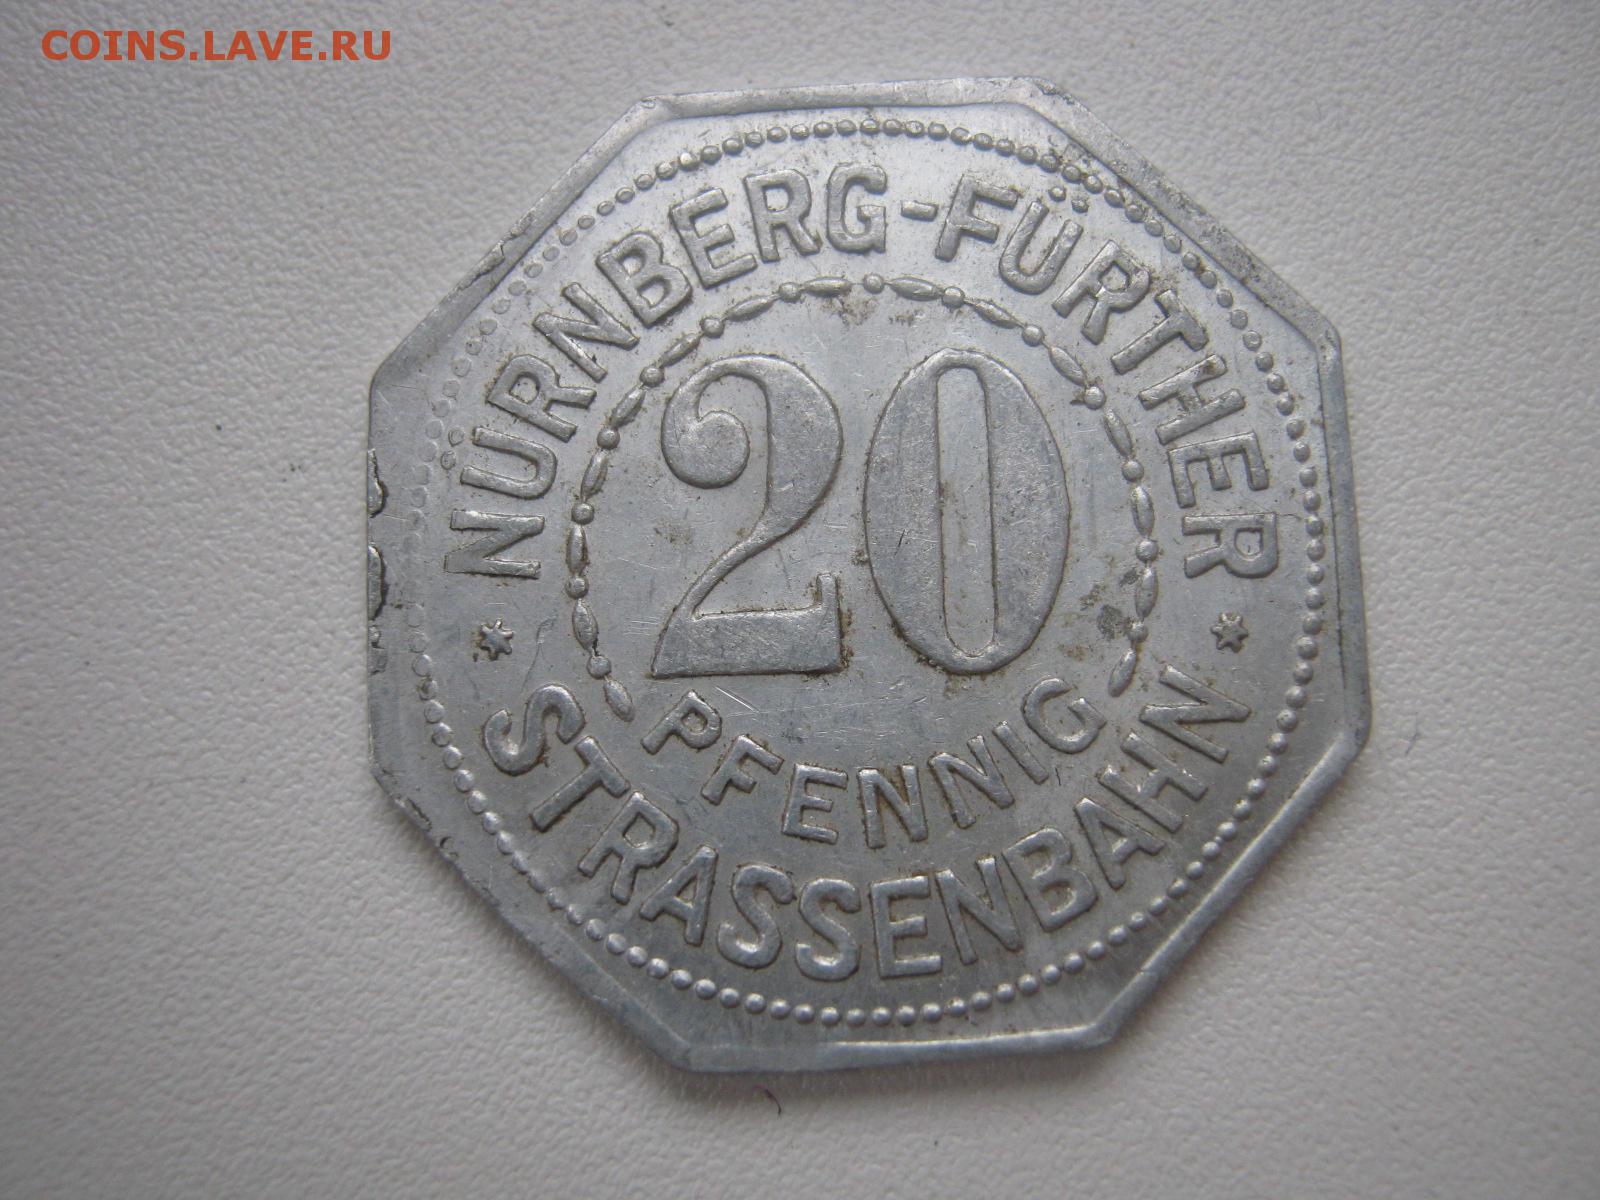 COINS.LAVE.RU
NÜRNBERG-FÜRTHER
20
PFENNIG
* STRASSENBAHN *